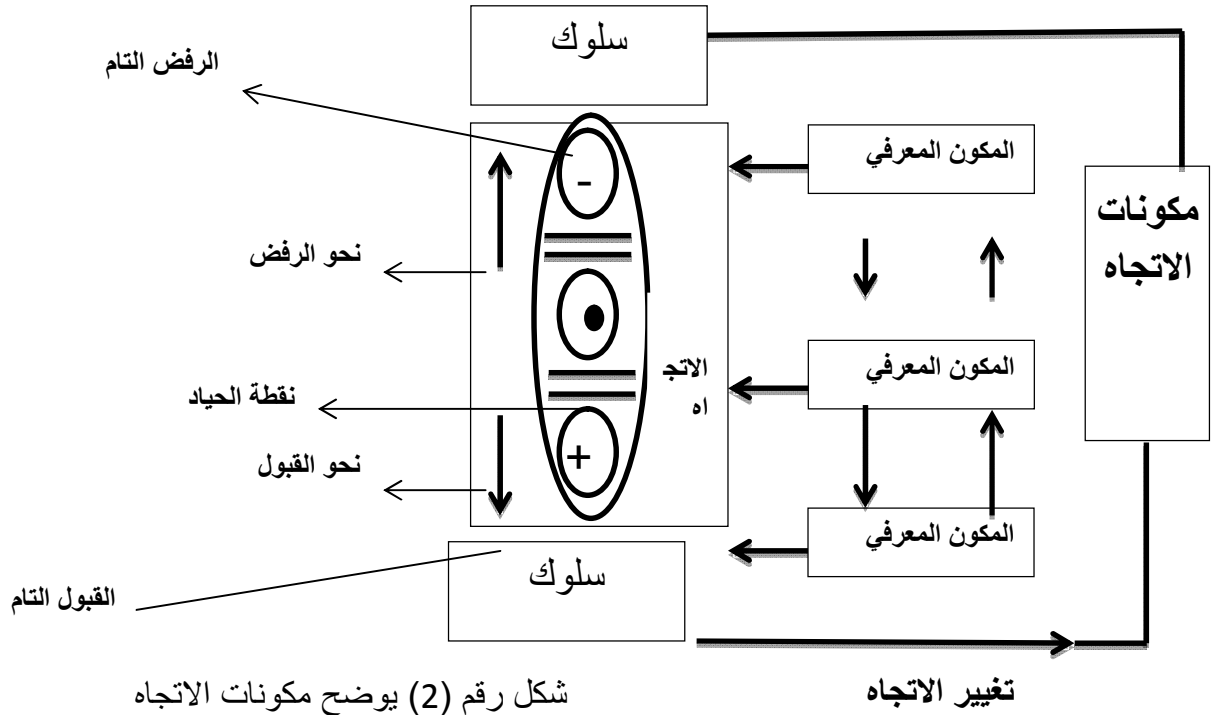 سلوك
الرفض التام
المكون المعرفي
مكونات
الاتجاه
-
نحو الرفض
المكون المعرفي
الاتج
اه
نقطة الحياد
+
نحو القبول
المكون المعرفي
سلوك
القبول التام
تغيير الاتجاه
شكل رقم (2) يوضح مكونات الاتجاه